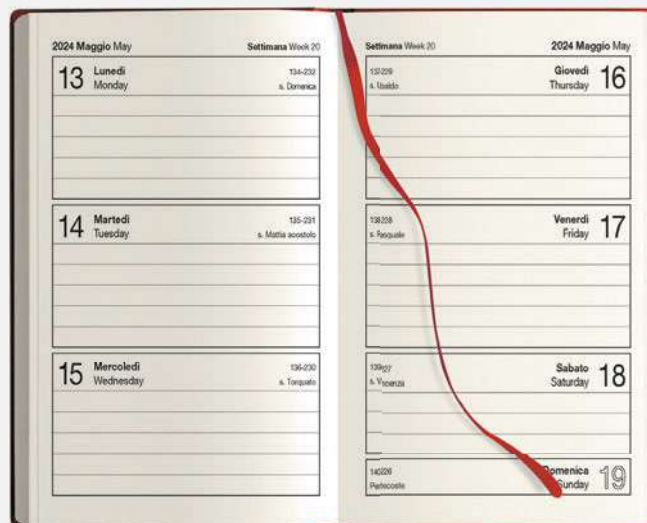 2024 Maggio May
Settimana Week 20
13 Lunedì
Monday
134-232
s. Domenica
14 Martedì
Tuesday
135-231
s. Mattia apostolo
15 Mercoledì
Wednesday
136-230
s. Torquato
Settimana Week 20
2024 Maggio May
137-229
s. Ubaldo
Giovedì 16
Thursday
138-228
s. Pasquale
Venerdì 17
Friday
s.
Sabato 18
Saturday
140-226
Pentecoste
Domenica 19
Sunday